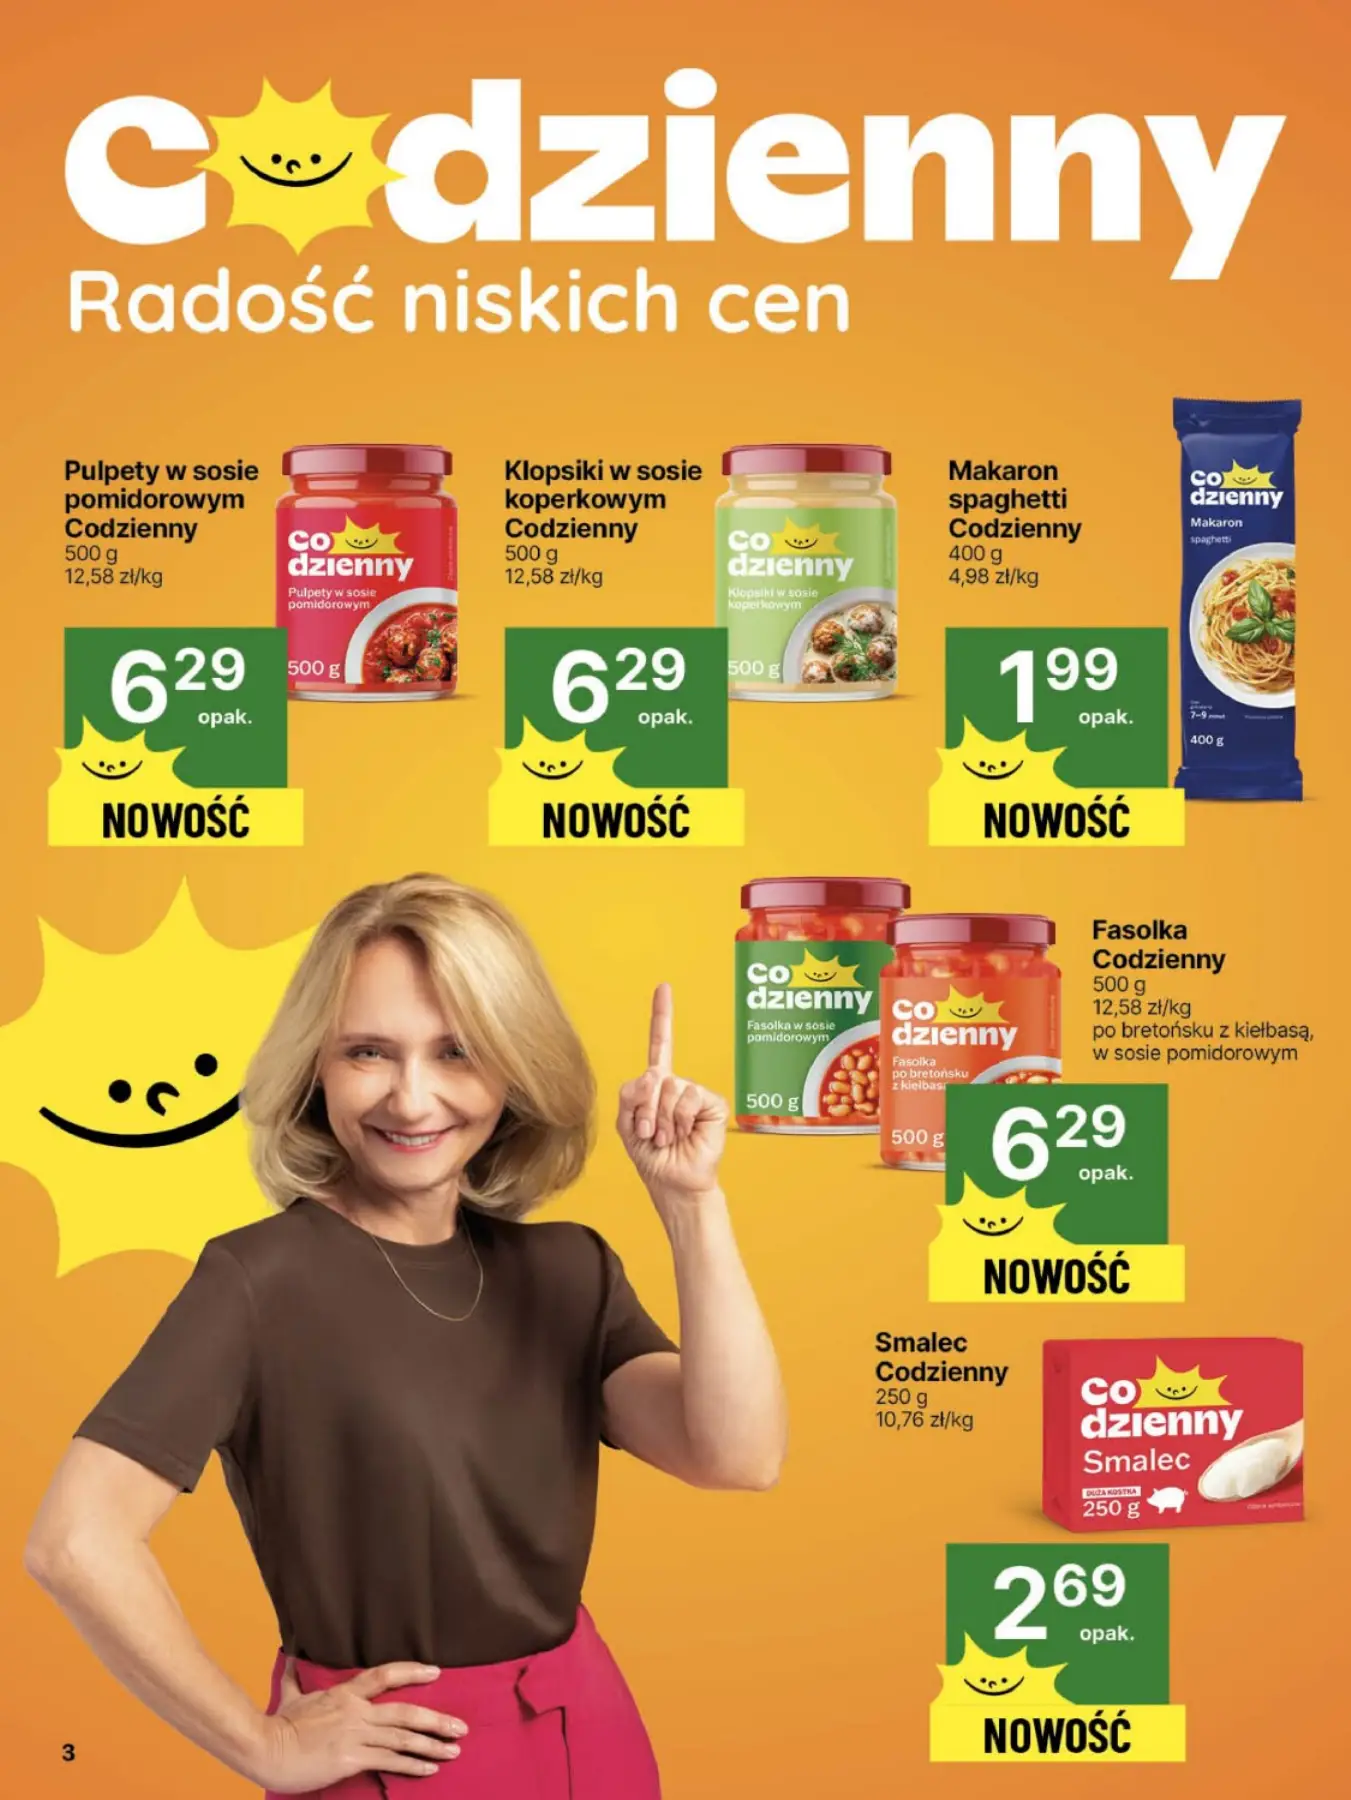 Codzienny
Radość niskich cen
Pulpety w sosie
pomidorowym
Codzienny
500 g
12,58 zł/kg
6 29
opak.
NOWOŚĆ
Co
dzienny
Pulpety w sosie
pomidorowym
500 g
Klopsiki w sosie
koperkowym
Codzienny
500 g
12,58 zł/kg
6 29
opak.
NOWOŚĆ
Co
dzienny
Klopsiki w sosie
koperkowym
500 g
Makaron
spaghetti
Codzienny
400 g
4,98 zł/kg
1 99
opak.
NOWOŚĆ
Co
dzienny
Makaron
spaghetti
7-9 minut
400 g
Co
dzienny
Fasolka w sosie
pomidorowym
500 g
Co
dzienny
Fasolka
po bretońsku
z kiełbasą
500 g
Fasolka
Codzienny
500 g
12,58 zł/kg
po bretońsku z kiełbasą,
w sosie pomidorowym
6 29
opak.
NOWOŚĆ
Smalec
Codzienny
250 g
10,76 zł/kg
Co
dzienny
Smalec
DUŻA KOSTKA
250 g
2 69
opak.
NOWOŚĆ
3